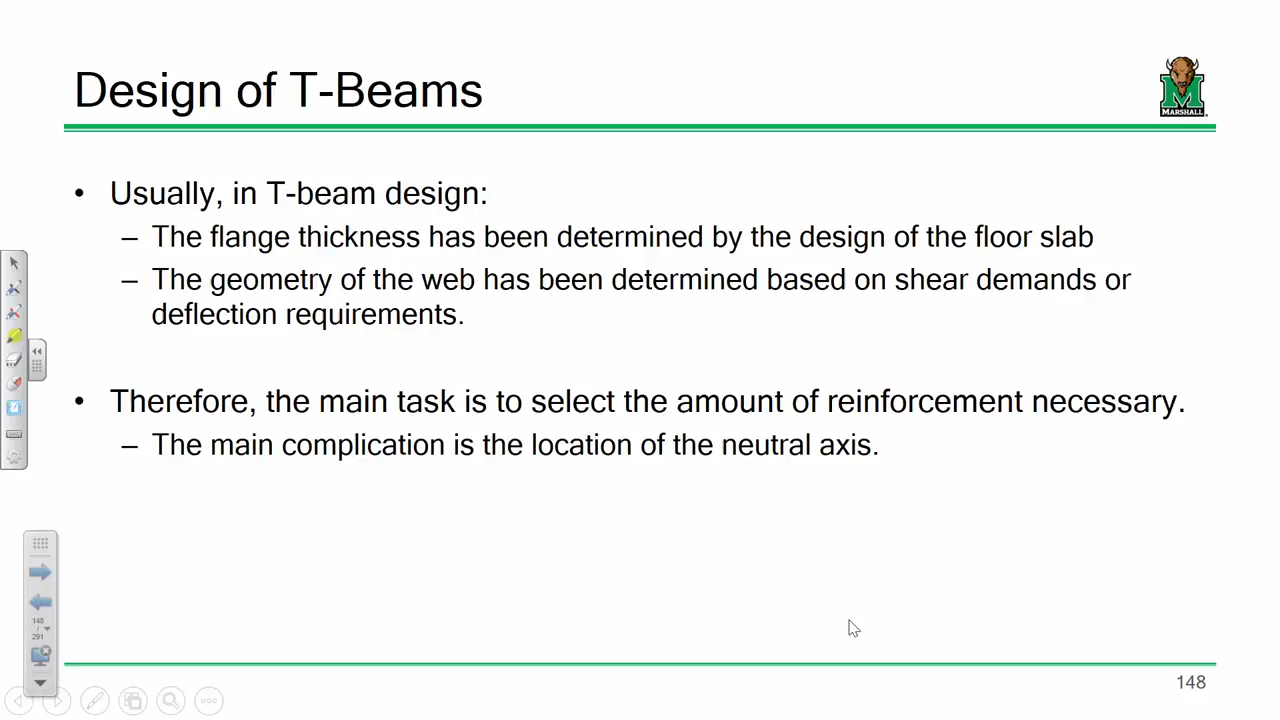 Design of T-Beams
MARSHALL
• Usually, in T-beam design:
– The flange thickness has been determined by the design of the floor slab
– The geometry of the web has been determined based on shear demands or
deflection requirements.
• Therefore, the main task is to select the amount of reinforcement necessary.
– The main complication is the location of the neutral axis.
148
/
291
148